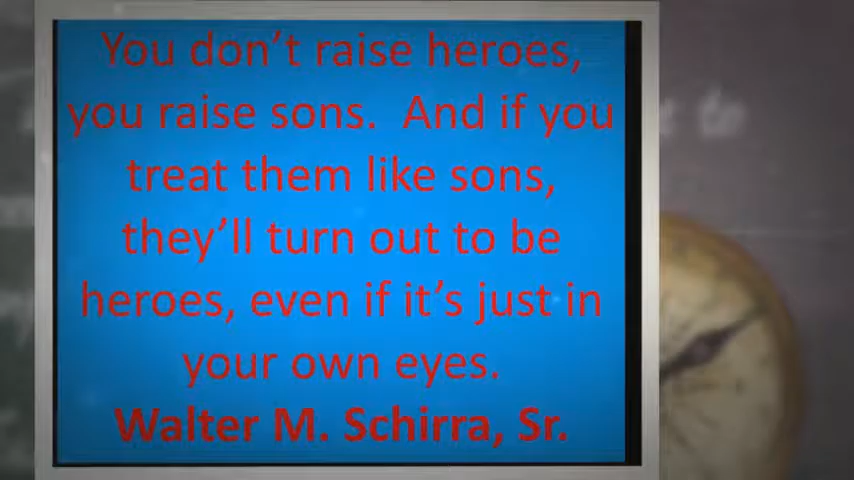 You don’t raise heroes,
you raise sons.  And if you
treat them like sons,
they’ll turn out to be
heroes, even if it’s just in
your own eyes.
Walter M. Schirra, Sr.
to